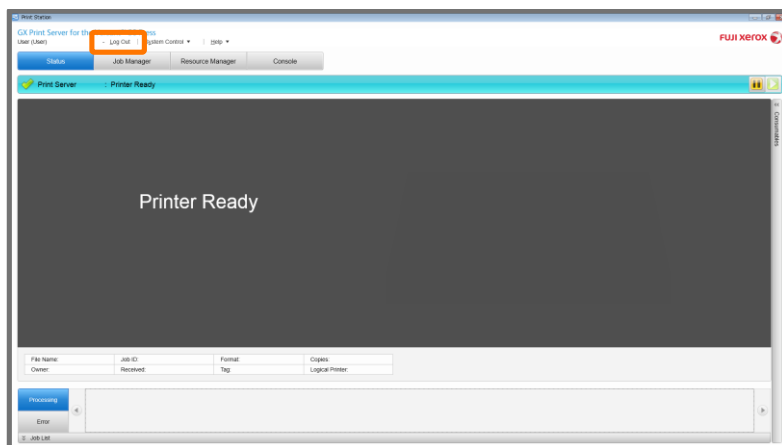 Print Station
GX Print Server for the
User (User)
Log Out
System Control
Help
FUJI XEROX
Status
Job Manager
Resource Manager
Console
Print Server : Printer Ready
Consumables
Printer Ready
File Name: Job ID: Format: Copies:
Owner: Received: Tag: Logical Printer:
Processing
Error
Job List